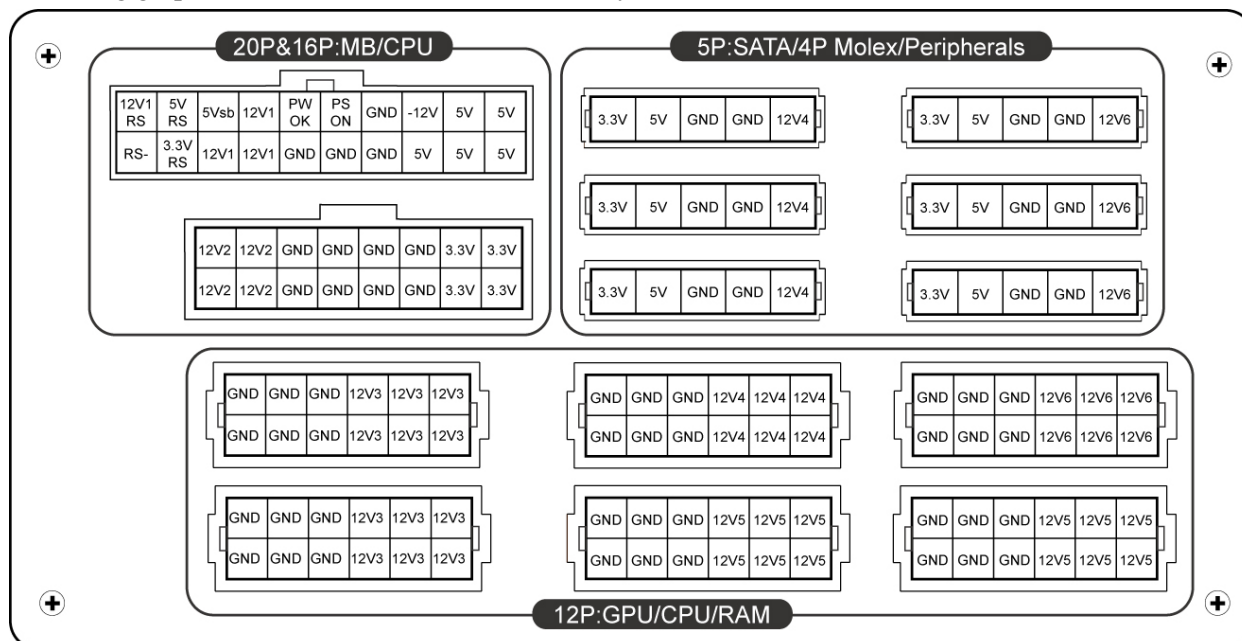 20P&16P:MB/CPU
12V1 RS 5V RS 5Vsb 12V1 PW OK PS ON GND -12V 5V 5V
RS- 3.3V RS 12V1 12V1 GND GND GND 5V 5V 5V
12V2 12V2 GND GND GND GND 3.3V 3.3V
12V2 12V2 GND GND GND GND 3.3V 3.3V
5P:SATA/4P Molex/Peripherals
3.3V 5V GND GND 12V4
3.3V 5V GND GND 12V6
3.3V 5V GND GND 12V4
3.3V 5V GND GND 12V6
3.3V 5V GND GND 12V4
3.3V 5V GND GND 12V6
GND GND GND 12V3 12V3 12V3
GND GND GND 12V3 12V3 12V3
GND GND GND 12V4 12V4 12V4
GND GND GND 12V4 12V4 12V4
GND GND GND 12V6 12V6 12V6
GND GND GND 12V6 12V6 12V6
GND GND GND 12V3 12V3 12V3
GND GND GND 12V3 12V3 12V3
GND GND GND 12V5 12V5 12V5
GND GND GND 12V5 12V5 12V5
GND GND GND 12V5 12V5 12V5
GND GND GND 12V5 12V5 12V5
12P:GPU/CPU/RAM